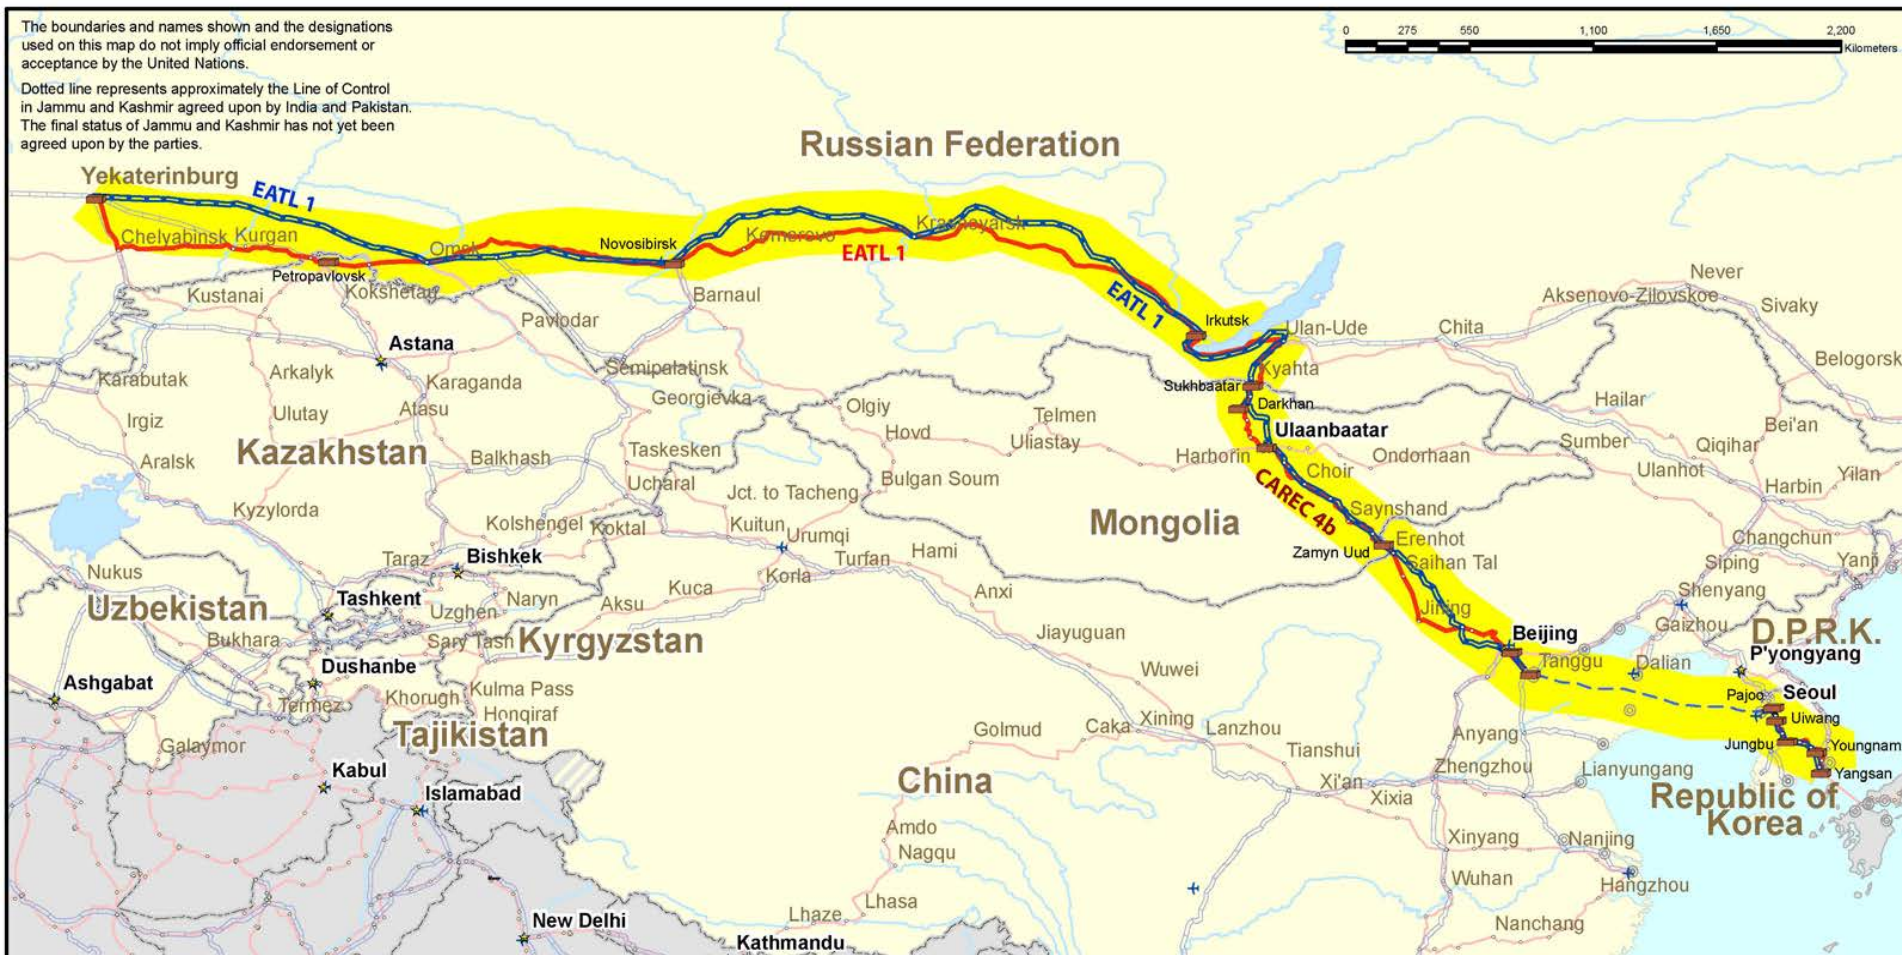 The boundaries and names shown and the designations
used on this map do not imply official endorsement or
acceptance by the United Nations.
Dotted line represents approximately the Line of Control
in Jammu and Kashmir agreed upon by India and Pakistan.
The final status of Jammu and Kashmir has not yet been
agreed upon by the parties.
0 275 550 1,100 1,650 2,200
Kilometers
Russian Federation
Yekaterinburg
EATL 1
Chelyabinsk
Kurgan
Omsk
Novosibirsk
Kemerovo
Krasnoyarsk
EATL 1
Petropavlovsk
Kokshetau
Kustanai
Barnaul
Pavlodar
EATL 1
Irkutsk
Ulan-Ude
Chita
Aksenovo-Zilovskoe
Never
Sivaky
Belogorsk
Astana
Karabutak
Arkalyk
Karaganda
Semipalatinsk
Kyahta
Sukhbaatar
Darkhan
Hailar
Georgievka
Olgiy
Telmen
Irgiz
Ulutay
Atasu
Hovd
Uliastay
Ulaanbaatar
Bei'an
Kazakhstan
Taskesken
Harhorin
Choir
Ondorhaan
Sumber
Qiqihar
Aralsk
Balkhash
Ucharal
Jct. to Tacheng
Bulgan Soum
Ulanhot
Yilan
Harbin
Kyzylorda
Kolshengel
Koktal
Kuitun
Urumqi
CAREC 4b
Saynshand
Mongolia
Zamyn Uud
Erenhot
Saihan Tal
Changchun
Siping
Yanji
Nukus
Taraz
Bishkek
Turfan
Hami
Korla
Kuca
Anxi
Shenyang
Uzbekistan
Tashkent
Uzghen
Naryn
Aksu
Jining
Gaizhou
Bukhara
Sary Tash
Kyrgyzstan
Jiayuguan
Beijing
D.P.R.K.
P'yongyang
Dushanbe
Wuwei
Tanggu
Dalian
Ashgabat
Khorugh
Kulma Pass
Honqiraf
Termez
Pajoo
Seoul
Uiwang
Tajikistan
Galaymor
Golmud
Caka
Xining
Lanzhou
Tianshui
Anyang
Jungbu
Youngnam
Yangsan
Kabul
Islamabad
China
Xi'an
Zhengzhou
Xixia
Lianyungang
Republic of
Korea
Amdo
Nagqu
Xinyang
Nanjing
Wuhan
Hangzhou
New Delhi
Lhaze
Lhasa
Nanchang
Kathmandu